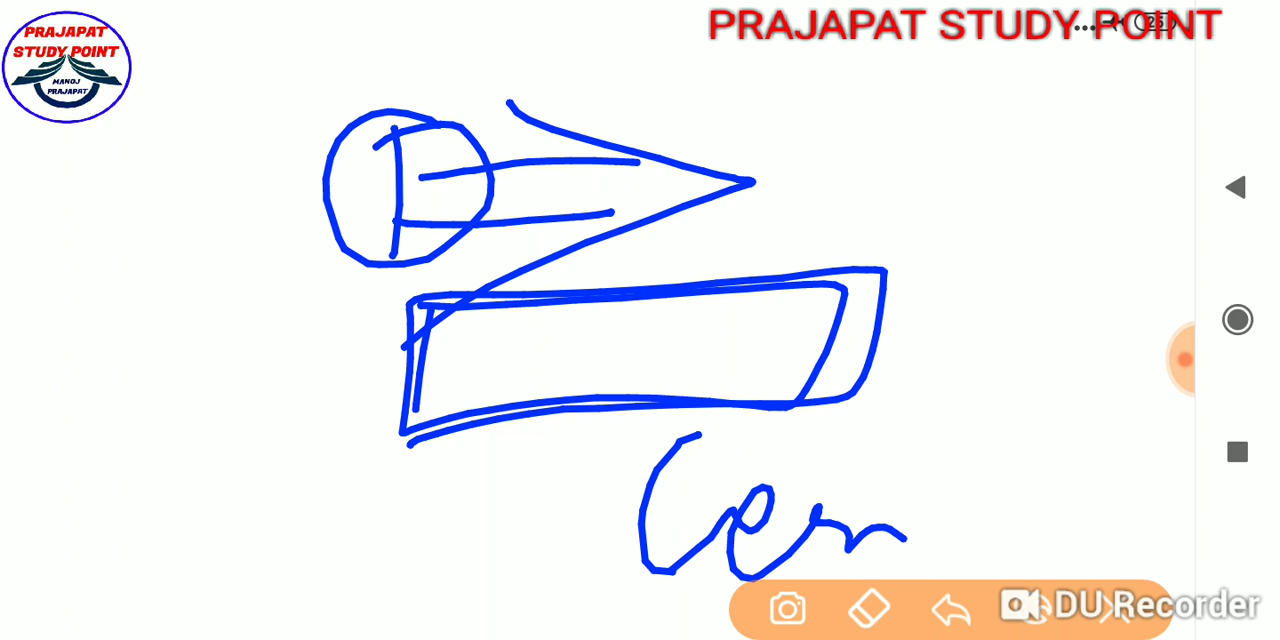 PRAJAPAT
STUDY POINT
MANOJ
PRAJAPAT
PRAJAPAT STUDY POINT
Cen
DU Recorder